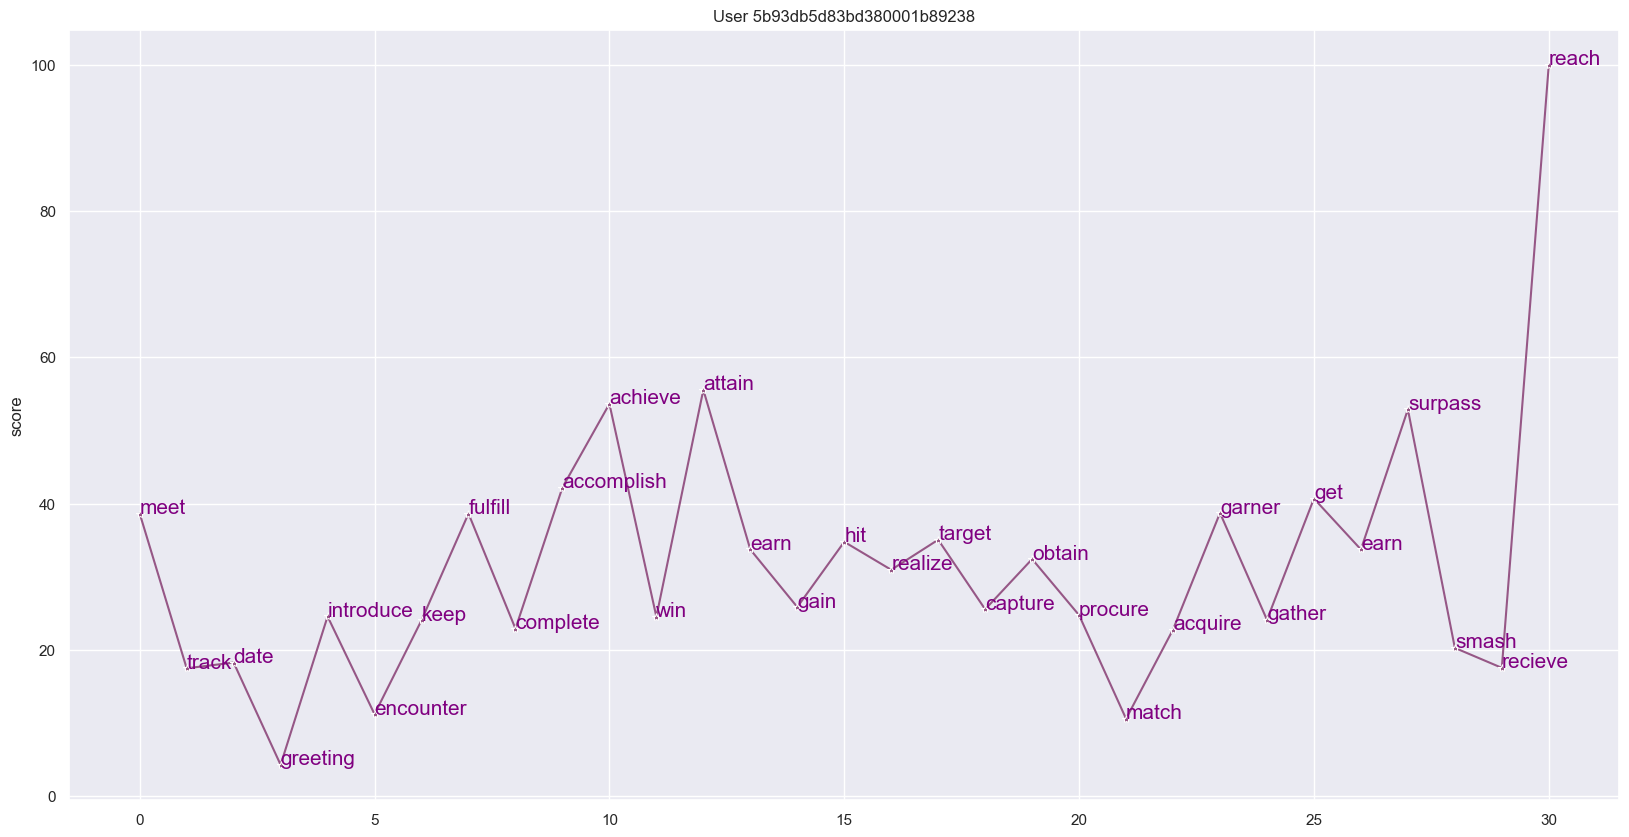 User 5b93db5d83bd380001b89238
score
100
80
60
40
20
0
meet
track
date
greeting
introduce
encounter
keep
fulfill
complete
accomplish
achieve
win
attain
earn
gain
hit
realize
target
capture
obtain
procure
match
acquire
garner
gather
get
earn
surpass
smash
recieve
reach
0 5 10 15 20 25 30